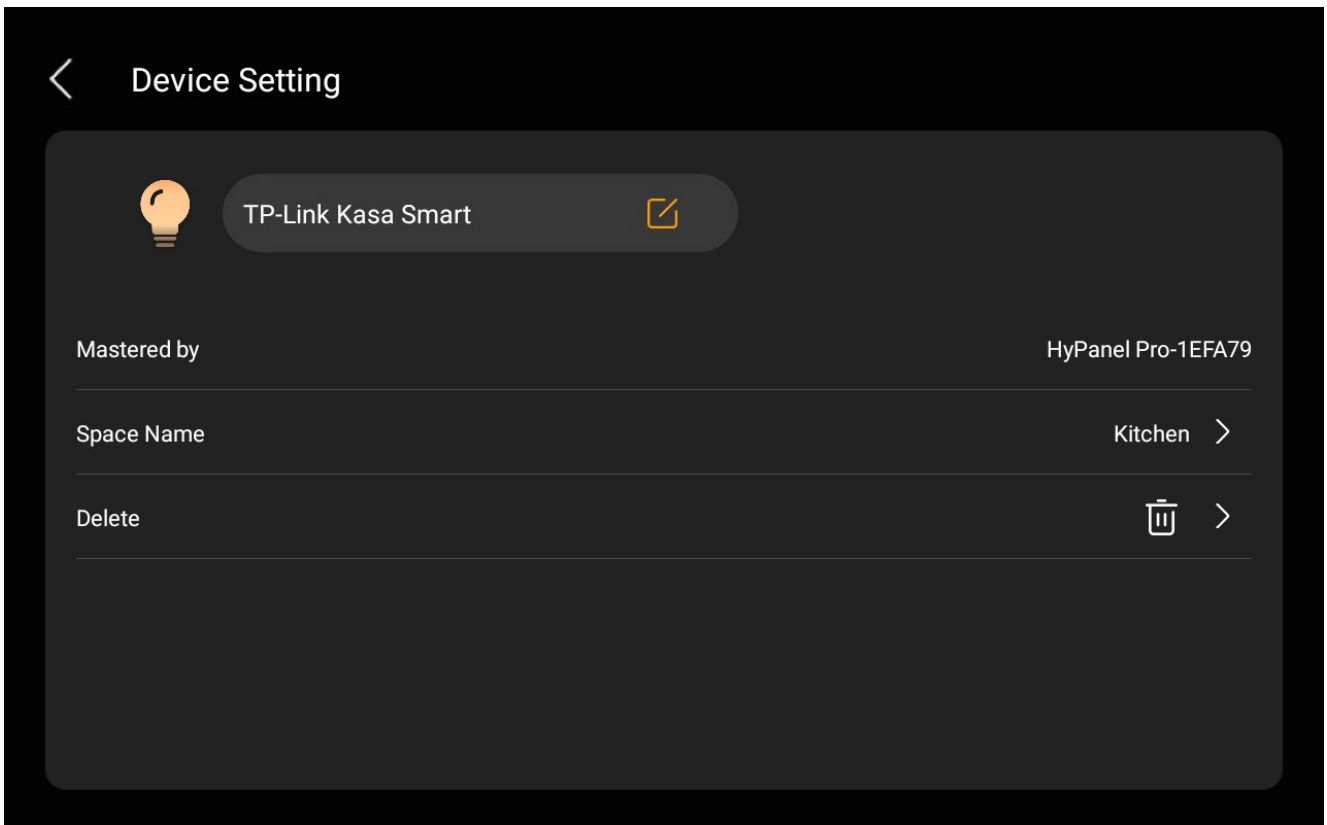 Device Setting
TP-Link Kasa Smart
Mastered by HyPanel Pro-1EFA79
Space Name Kitchen
Delete